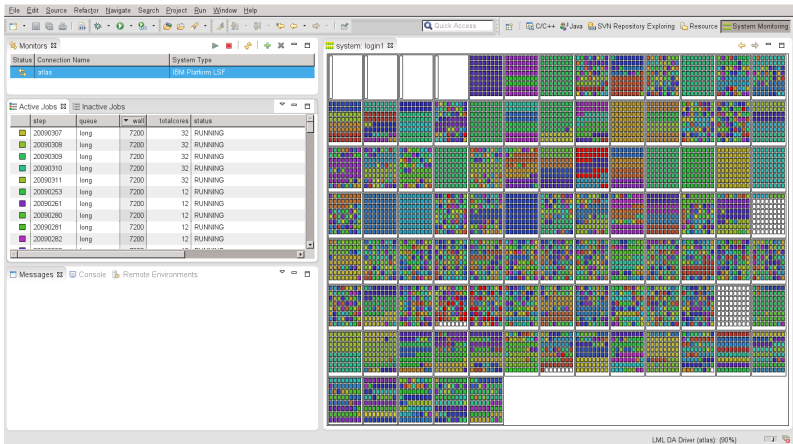 File Edit Source Refactor Navigate Search Project Run Window Help
Quick Access C/C++ Java SVN Repository Exploring Resource System Monitoring
Monitors
Status Connection Name System Type
atlas IBM Platform LSF
Active Jobs Inactive Jobs
step queue wall totalcores status
20090307 long 7200 32 RUNNING
20090308 long 7200 32 RUNNING
20090309 long 7200 32 RUNNING
20090310 long 7200 32 RUNNING
20090311 long 7200 32 RUNNING
20090253 long 7200 12 RUNNING
20090261 long 7200 12 RUNNING
20090280 long 7200 12 RUNNING
20090281 long 7200 12 RUNNING
20090282 long 7200 12 RUNNING
Messages Console Remote Environments
system: login1
LML DA Driver (atlas): (90%)